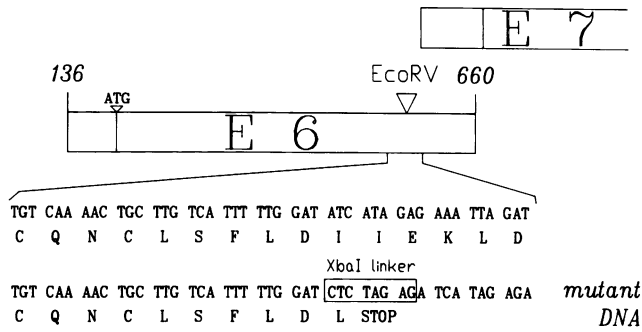 E 7
136 EcoRV 660
ATG
E 6
TGT CAA AAC TGC TTG TCA TTT TTG GAT ATC ATA GAG AAA TTA GAT
C Q N C L S F L D I I E K L D
XbaI linker
TGT CAA AAC TGC TTG TCA TTT TTG GAT CTC TAG AGA TCA TAG AGA mutant
C Q N C L S F L D L STOP DNA